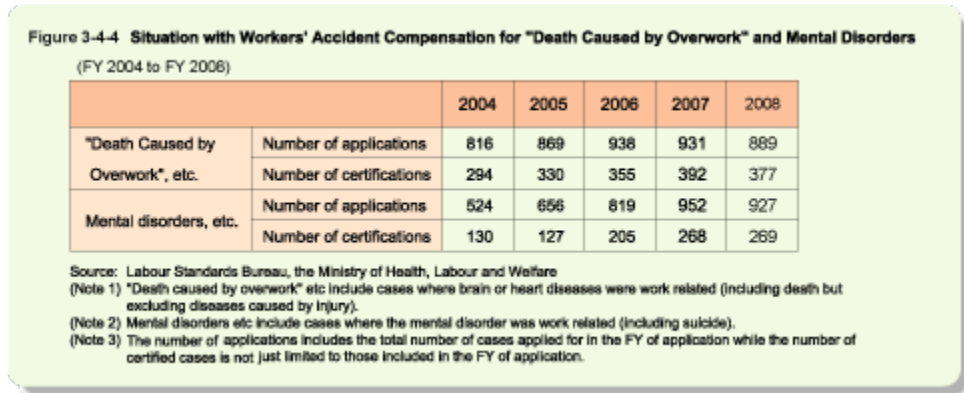 Figure 3-4-4 Situation with Workers' Accident Compensation for "Death Caused by Overwork" and Mental Disorders
(FY 2004 to FY 2008)
2004 2005 2006 2007 2008
"Death Caused by Overwork", etc. Number of applications 816 869 938 931 889
Number of certifications 294 330 355 392 377
Mental disorders, etc. Number of applications 524 656 819 952 927
Number of certifications 130 127 205 268 269
Source: Labour Standards Bureau, the Ministry of Health, Labour and Welfare
(Note 1) "Death caused by overwork" etc include cases where brain or heart diseases were work related (including death but
excluding diseases caused by injury).
(Note 2) Mental disorders etc include cases where the mental disorder was work related (including suicide).
(Note 3) The number of applications includes the total number of cases applied for in the FY of application while the number of
certified cases is not just limited to those included in the FY of application.